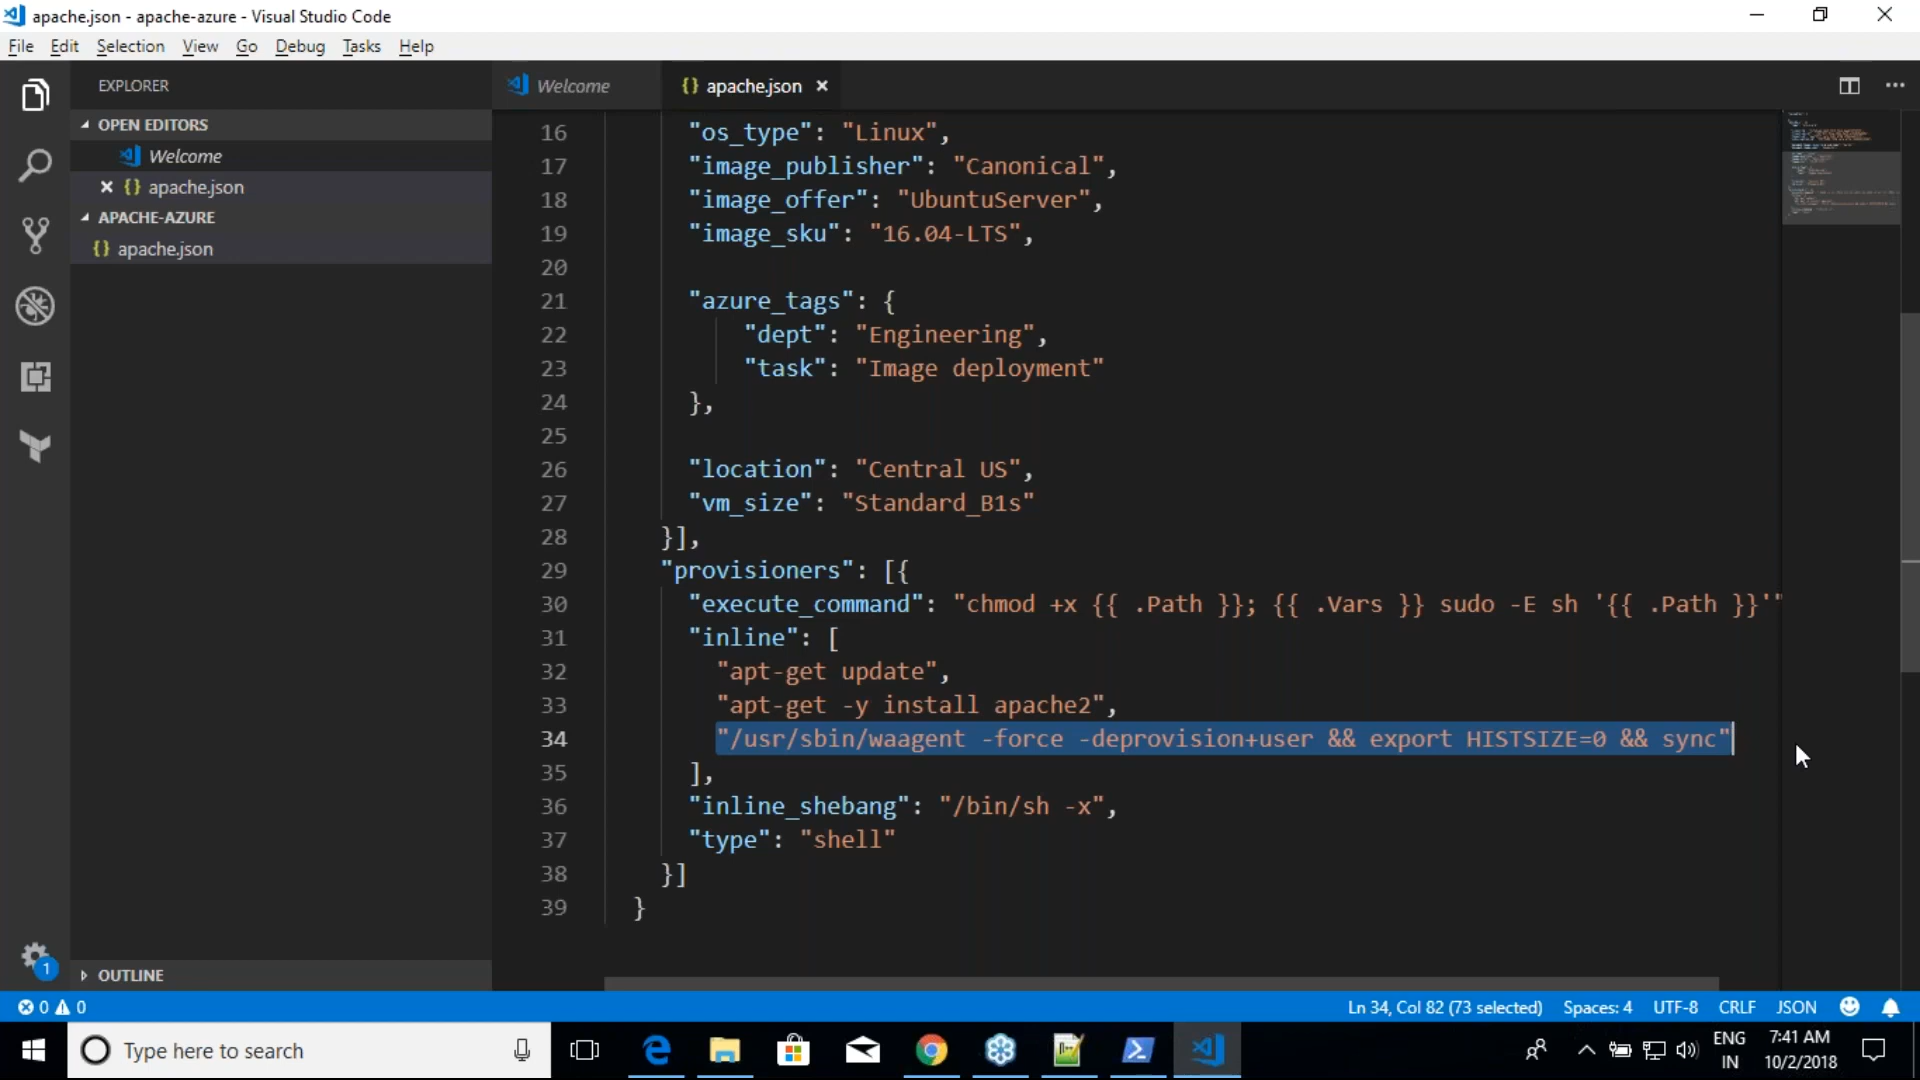 apache.json - apache-azure - Visual Studio Code
File Edit Selection View Go Debug Tasks Help
EXPLORER
OPEN EDITORS
Welcome
apache.json
APACHE-AZURE
apache.json
OUTLINE
Welcome
apache.json
16 "os_type": "Linux",
17 "image_publisher": "Canonical",
18 "image_offer": "UbuntuServer",
19 "image_sku": "16.04-LTS",
20
21 "azure_tags": {
22 "dept": "Engineering",
23 "task": "Image deployment"
24 },
25
26 "location": "Central US",
27 "vm_size": "Standard_B1s"
28 }],
29 "provisioners": [{
30 "execute_command": "chmod +x {{ .Path }}; {{ .Vars }} sudo -E sh '{{ .Path }}'"
31 "inline": [
32 "apt-get update",
33 "apt-get -y install apache2",
34 "/usr/sbin/waagent -force -deprovision+user && export HISTSIZE=0 && sync"
35 ],
36 "inline_shebang": "/bin/sh -x",
37 "type": "shell"
38 }]
39 }
1
0 0
Ln 34, Col 82 (73 selected) Spaces: 4 UTF-8 CRLF JSON
Type here to search
ENG
IN
7:41 AM
10/2/2018